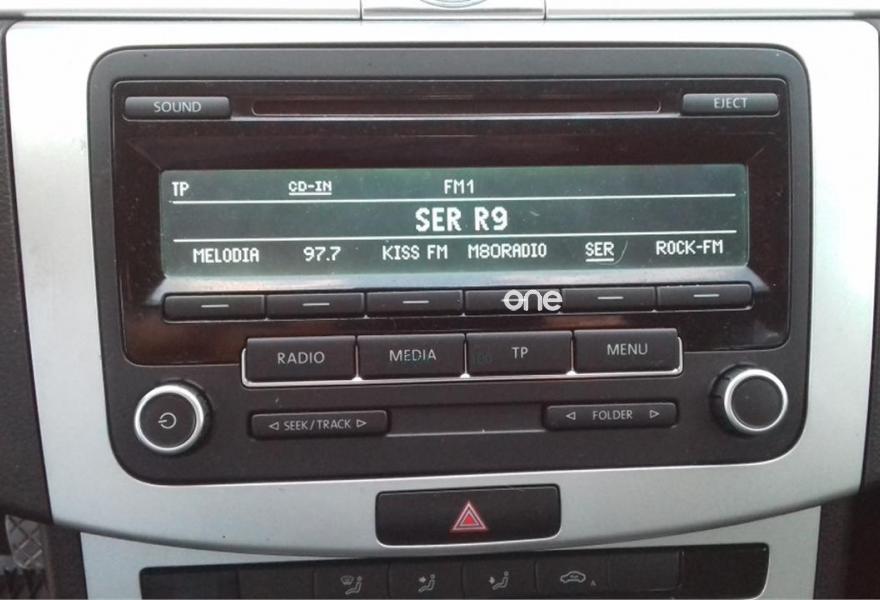 SOUND EJECT
TP CD-IN FM1
SER R9
MELODIA 97.7 KISS FM M80RADIO SER ROCK-FM
one
RADIO MEDIA TP MENU
SEEK/TRACK FOLDER